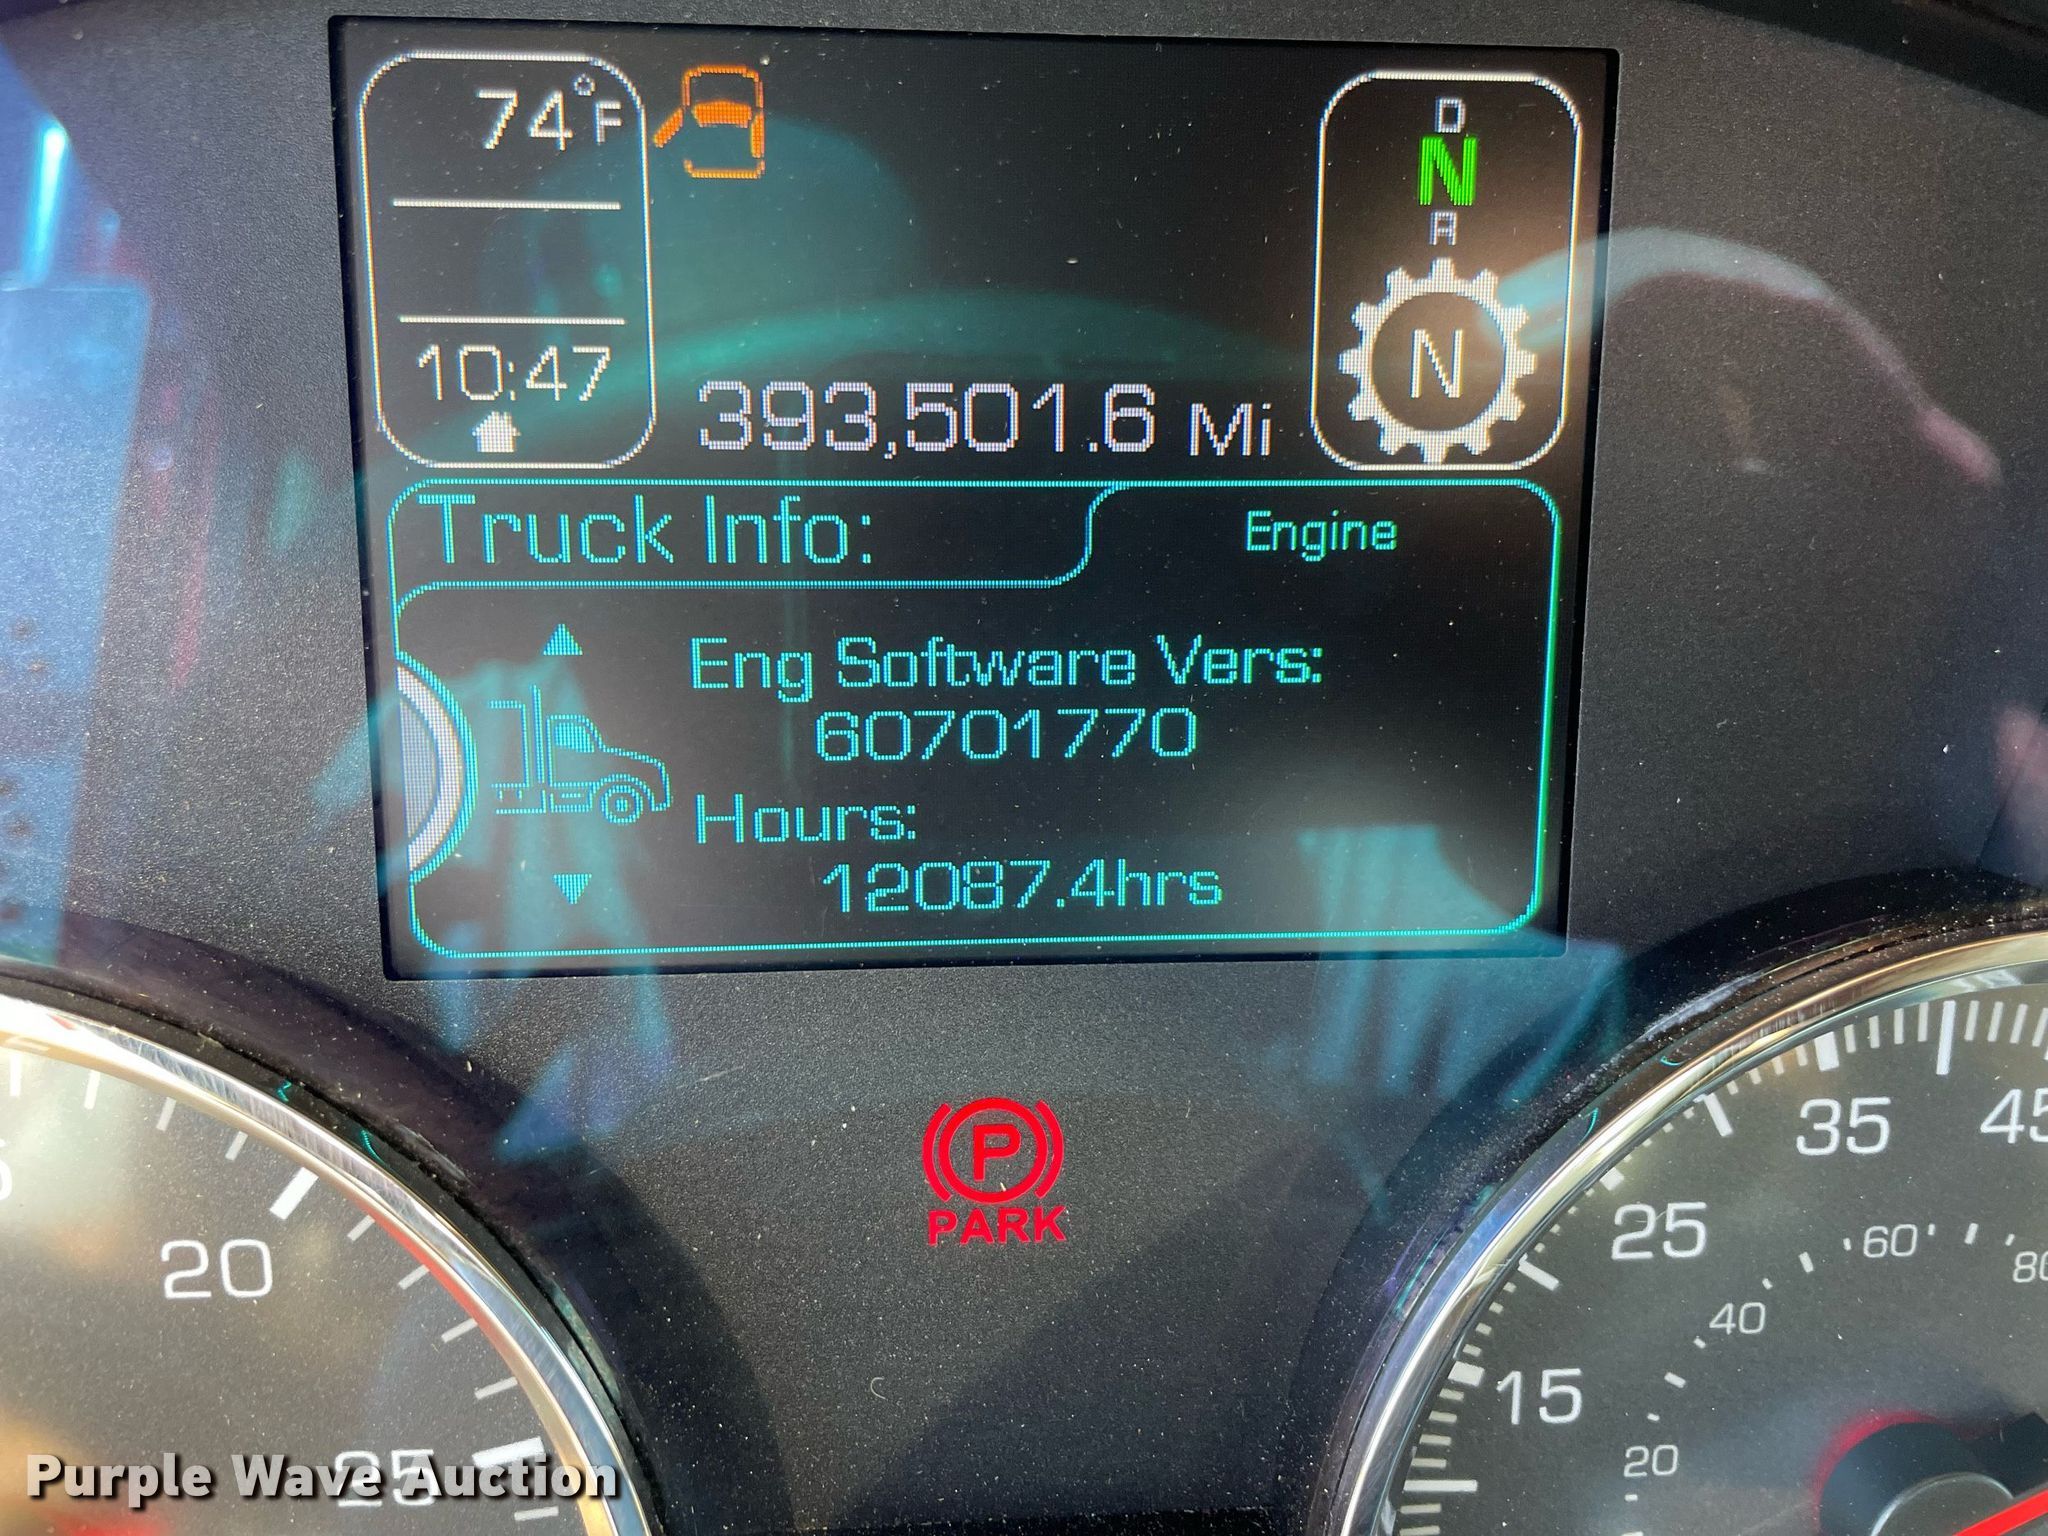 74°F
10:47
393,501.6 Mi
D
N
R
N
Truck Info:
Engine
Eng Software Vers:
60701770
Hours:
12087.4hrs
P
PARK
20
25
15
25
35
20
40
60
Purple Wave Auction